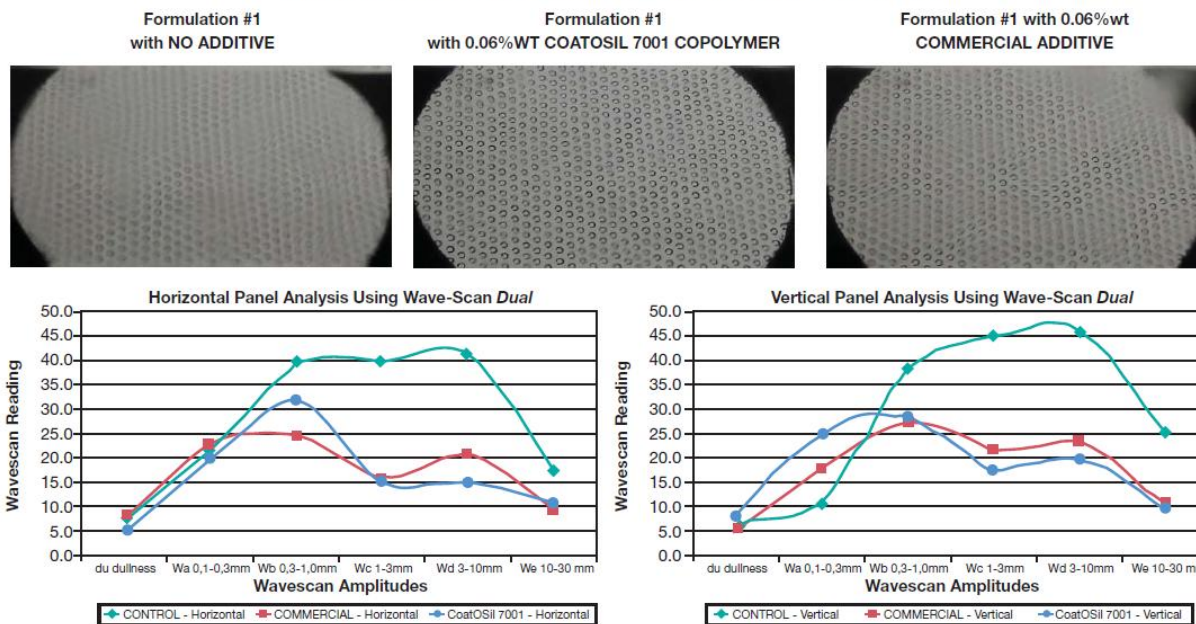 Formulation #1
with NO ADDITIVE
Formulation #1
with 0.06%WT COATOSIL 7001 COPOLYMER
Formulation #1 with 0.06%wt
COMMERCIAL ADDITIVE
Horizontal Panel Analysis Using Wave-Scan Dual
Wavescan Reading
50.0
45.0
40.0
35.0
30.0
25.0
20.0
15.0
10.0
5.0
0.0
du dullness Wa 0,1-0,3mm Wb 0,3-1,0mm Wc 1-3mm Wd 3-10mm We 10-30 mm
Wavescan Amplitudes
CONTROL - Horizontal COMMERCIAL - Horizontal CoatOSil 7001 - Horizontal
Vertical Panel Analysis Using Wave-Scan Dual
Wavescan Reading
50.0
45.0
40.0
35.0
30.0
25.0
20.0
15.0
10.0
5.0
0.0
du dullness Wa 0,1-0,3mm Wb 0,3-1,0mm Wc 1-3mm Wd 3-10mm We 10-30 mm
Wavescan Amplitudes
CONTROL - Vertical COMMERCIAL - Vertical CoatOSil 7001 - Vertical